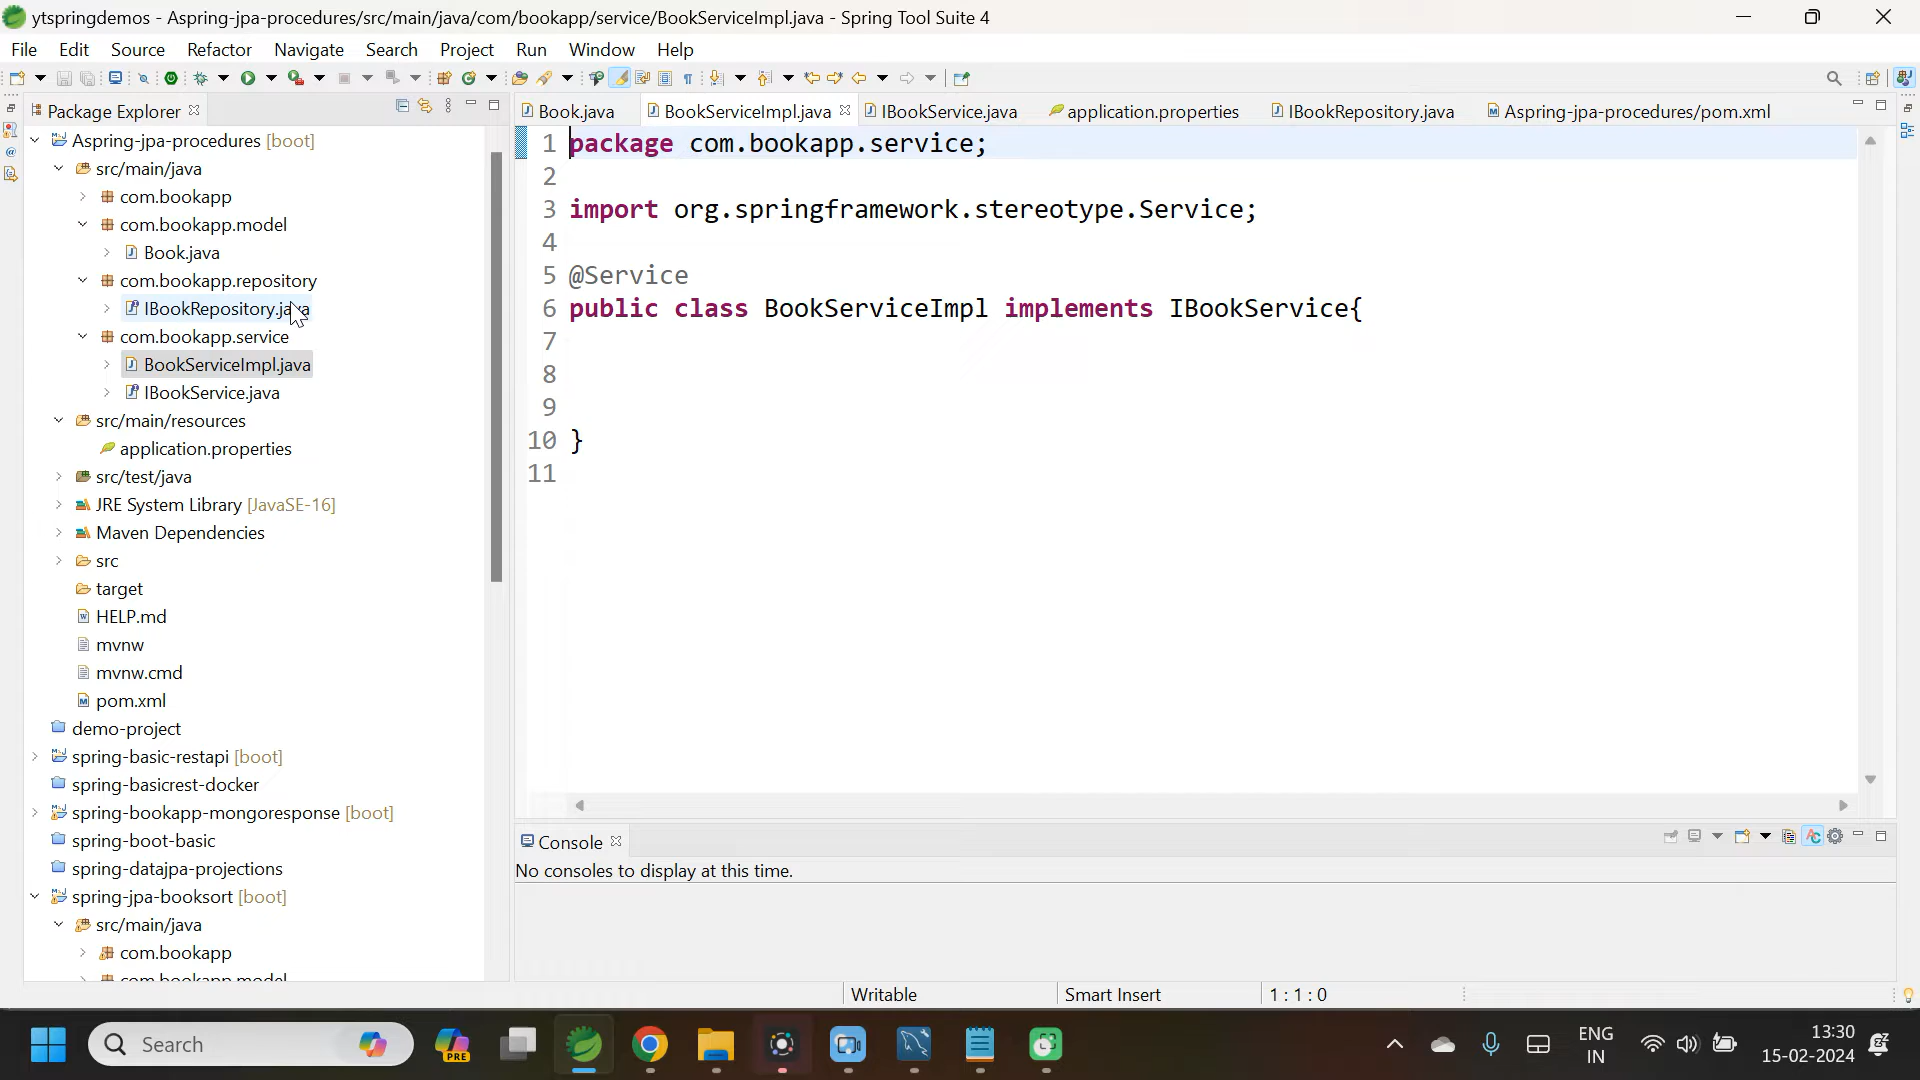 ytspringdemos - Aspring-jpa-procedures/src/main/java/com/bookapp/service/BookServiceImpl.java - Spring Tool Suite 4
File Edit Source Refactor Navigate Search Project Run Window Help
Package Explorer
Aspring-jpa-procedures [boot]
src/main/java
com.bookapp
com.bookapp.model
Book.java
com.bookapp.repository
IBookRepository.java
com.bookapp.service
BookServiceImpl.java
IBookService.java
src/main/resources
application.properties
src/test/java
JRE System Library [JavaSE-16]
Maven Dependencies
src
target
HELP.md
mvnw
mvnw.cmd
pom.xml
demo-project
spring-basic-restapi [boot]
spring-basicrest-docker
spring-bookapp-mongoresponse [boot]
spring-boot-basic
spring-datajpa-projections
spring-jpa-booksort [boot]
src/main/java
com.bookapp
com.bookapp.model
Book.java BookServiceImpl.java IBookService.java application.properties IBookRepository.java Aspring-jpa-procedures/pom.xml
1 package com.bookapp.service;
2
3 import org.springframework.stereotype.Service;
4
5 @Service
6 public class BookServiceImpl implements IBookService{
7
8
9
10 }
11
Console
No consoles to display at this time.
Writable Smart Insert 1 : 1 : 0
Search
PRE
ENG
IN
13:30
15-02-2024